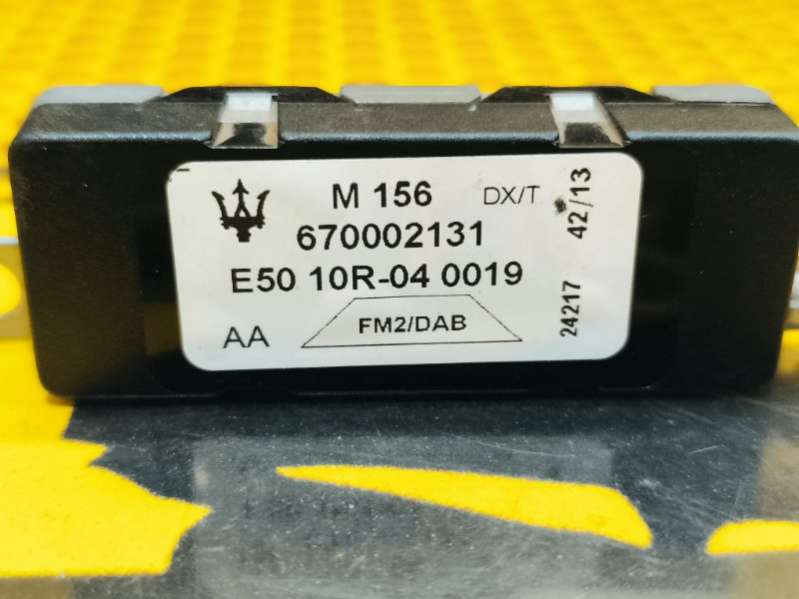 M 156 DX/T
670002131
E50 10R-04 0019
AA FM2/DAB
24217 42/13